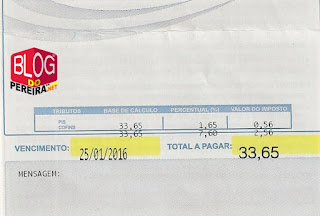 BLOG
DO
PEREIRA.NET
TRIBUTOS BASE DE CÁLCULO PERCENTUAL (%) VALOR DO IMPOSTO
PIS 33,65 1,65 0,56
COFINS 33,65 7,60 2,56
VENCIMENTO: 25/01/2016 TOTAL A PAGAR: 33,65
MENSAGEM: